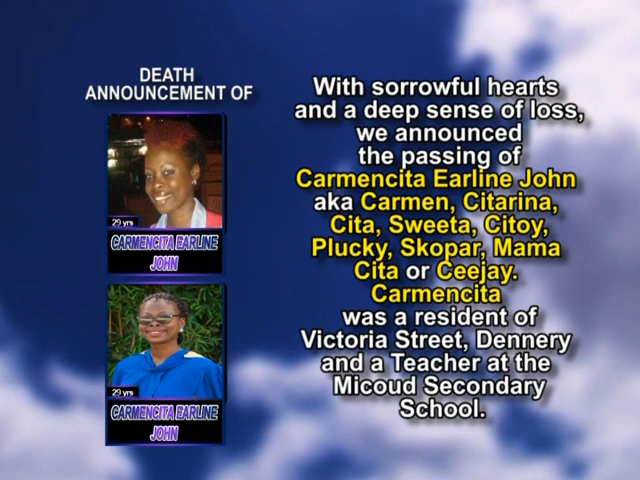 DEATH
ANNOUNCEMENT OF
29 yrs
CARMENCITA EARLINE
JOHN
29 yrs
CARMENCITA EARLINE
JOHN
With sorrowful hearts
and a deep sense of loss,
we announced
the passing of
Carmencita Earline John
aka Carmen, Citarina,
Cita, Sweeta, Citoy,
Plucky, Skopar, Mama
Cita or Ceejay.
Carmencita
was a resident of
Victoria Street, Dennery
and a Teacher at the
Micoud Secondary
School.